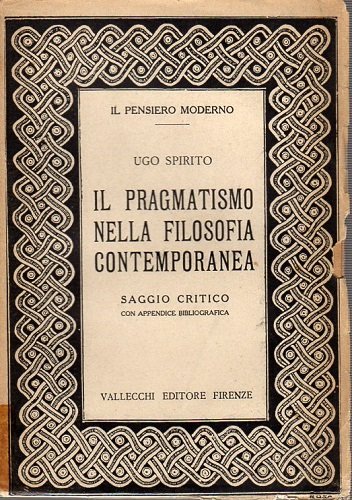 IL PENSIERO MODERNO
UGO SPIRITO
IL PRAGMATISMO
NELLA FILOSOFIA
CONTEMPORANEA
SAGGIO CRITICO
CON APPENDICE BIBLIOGRAFICA
VALLECCHI EDITORE FIRENZE